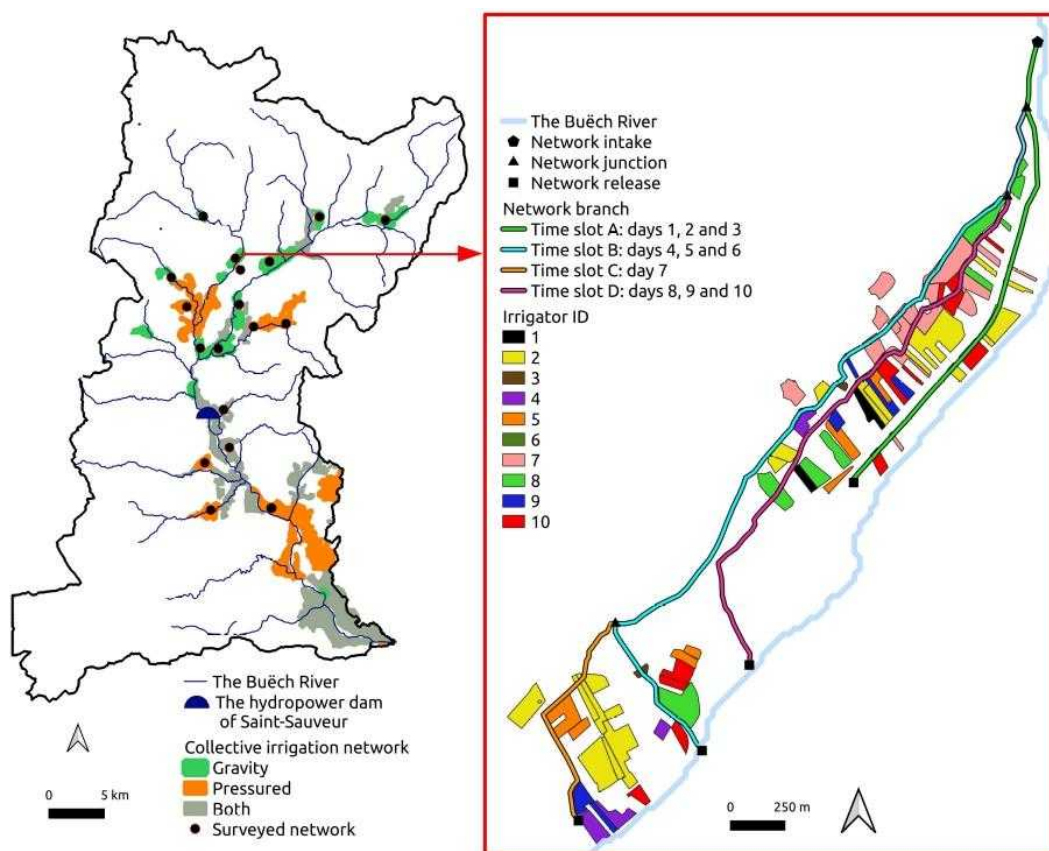 The Buëch River
The hydropower dam
of Saint-Sauveur
Collective irrigation network
Gravity
Pressured
Both
Surveyed network
0 5 km
The Buëch River
Network intake
Network junction
Network release
Network branch
Time slot A: days 1, 2 and 3
Time slot B: days 4, 5 and 6
Time slot C: day 7
Time slot D: days 8, 9 and 10
Irrigator ID
1
2
3
4
5
6
7
8
9
10
0 250 m